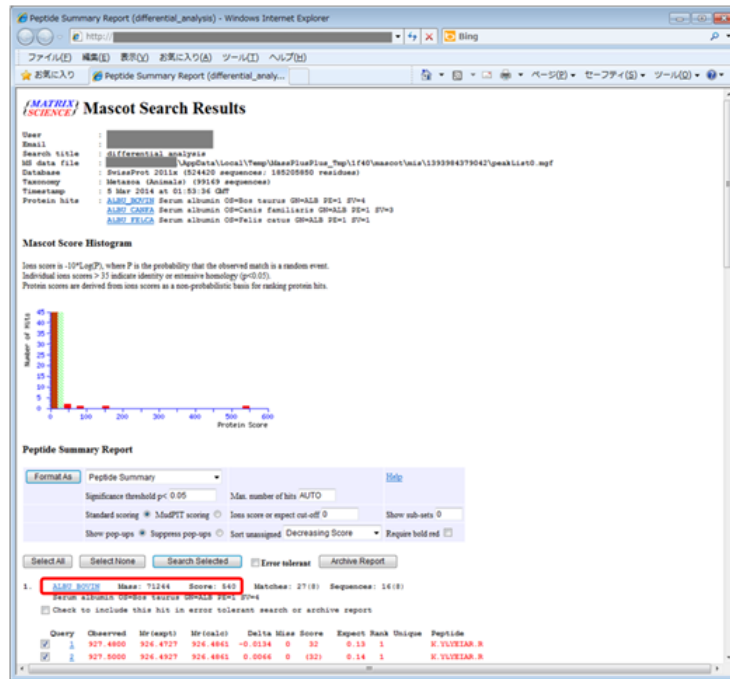 Peptide Summary Report (differential_analysis) - Windows Internet Explorer
http://
Bing
ファイル(F) 編集(E) 表示(V) お気に入り(A) ツール(T) ヘルプ(H)
お気に入り Peptide Summary Report (differential_analy... ページ(P) セーフティ(S) ツール(O)
{MATRIX SCIENCE} Mascot Search Results
User :
Email :
Search title : differential analysis
MS data file : \AppData\Local\Temp\MassPlusPlus_Tmp\1f40\mascot\mis\1393984379042\peakList0.mgf
Database : SwissProt 2011x (524420 sequences; 185205850 residues)
Taxonomy : Metazoa (Animals) (99169 sequences)
Timestamp : 5 Mar 2014 at 01:53:36 GMT
Protein hits : ALBU_BOVIN Serum albumin OS=Bos taurus GN=ALB PE=1 SV=4
ALBU_CANFA Serum albumin OS=Canis familiaris GN=ALB PE=1 SV=3
ALBU_FELCA Serum albumin OS=Felis catus GN=ALB PE=1 SV=1
Mascot Score Histogram
Ions score is -10*Log(P), where P is the probability that the observed match is a random event.
Individual ions scores > 35 indicate identity or extensive homology (p<0.05).
Protein scores are derived from ions scores as a non-probabilistic basis for ranking protein hits.
Number of Hits
45
40
35
30
25
20
15
10
5
0
0 100 200 300 400 500 600
Protein Score
Peptide Summary Report
Format As Peptide Summary Help
Significance threshold p< 0.05 Max. number of hits AUTO
Standard scoring MudPIT scoring Ions score or expect cut-off 0 Show sub-sets 0
Show pop-ups Suppress pop-ups Sort unassigned Decreasing Score Require bold red
Select All Select None Search Selected Error tolerant Archive Report
1. ALBU_BOVIN Mass: 71244 Score: 540 Matches: 27(8) Sequences: 16(8)
Serum albumin OS=Bos taurus GN=ALB PE=1 SV=4
Check to include this hit in error tolerant search or archive report
Query Observed Mr(expt) Mr(calc) Delta Miss Score Expect Rank Unique Peptide
1 927.4800 926.4727 926.4861 -0.0134 0 32 0.13 1 K.YLYEIAR.R
2 927.5000 926.4927 926.4861 0.0066 0 (32) 0.14 1 K.YLYEIAR.R